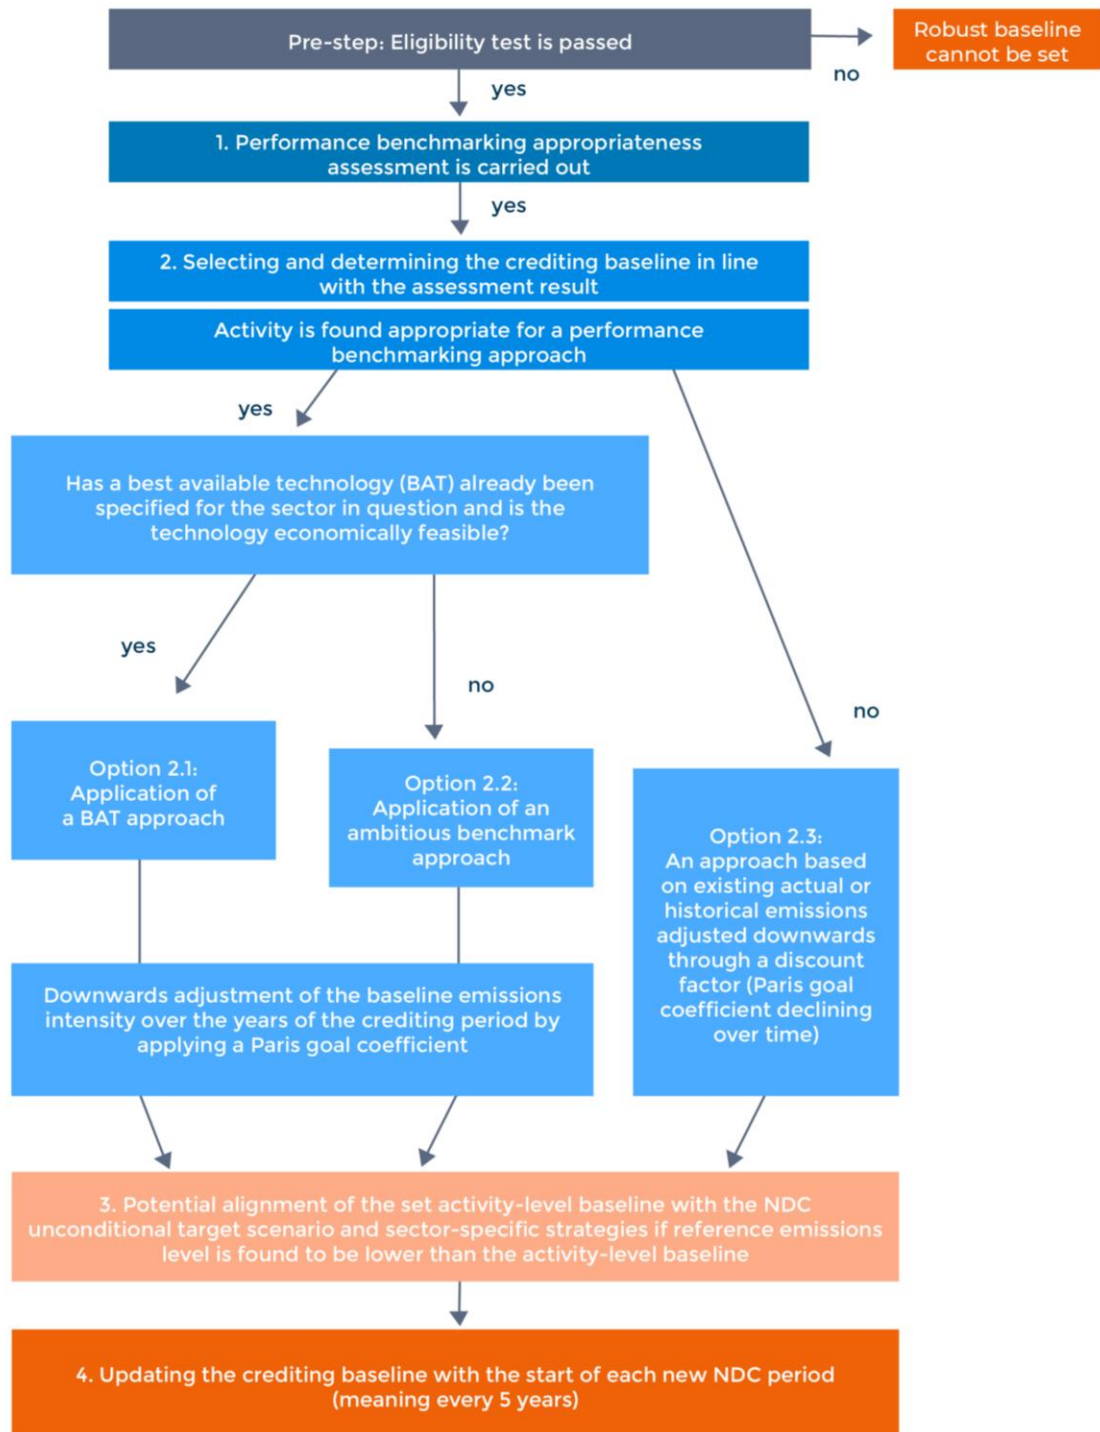 Pre-step: Eligibility test is passed
Robust baseline
cannot be set
no
yes
1. Performance benchmarking appropriateness
assessment is carried out
yes
2. Selecting and determining the crediting baseline in line
with the assessment result
Activity is found appropriate for a performance
benchmarking approach
yes
Has a best available technology (BAT) already been
specified for the sector in question and is the
technology economically feasible?
yes
no
no
Option 2.1:
Application of
a BAT approach
Option 2.2:
Application of an
ambitious benchmark
approach
Option 2.3:
An approach based
on existing actual or
historical emissions
adjusted downwards
through a discount
factor (Paris goal
coefficient declining
over time)
Downwards adjustment of the baseline emissions
intensity over the years of the crediting period by
applying a Paris goal coefficient
3. Potential alignment of the set activity-level baseline with the NDC
unconditional target scenario and sector-specific strategies if reference emissions
level is found to be lower than the activity-level baseline
4. Updating the crediting baseline with the start of each new NDC period
(meaning every 5 years)